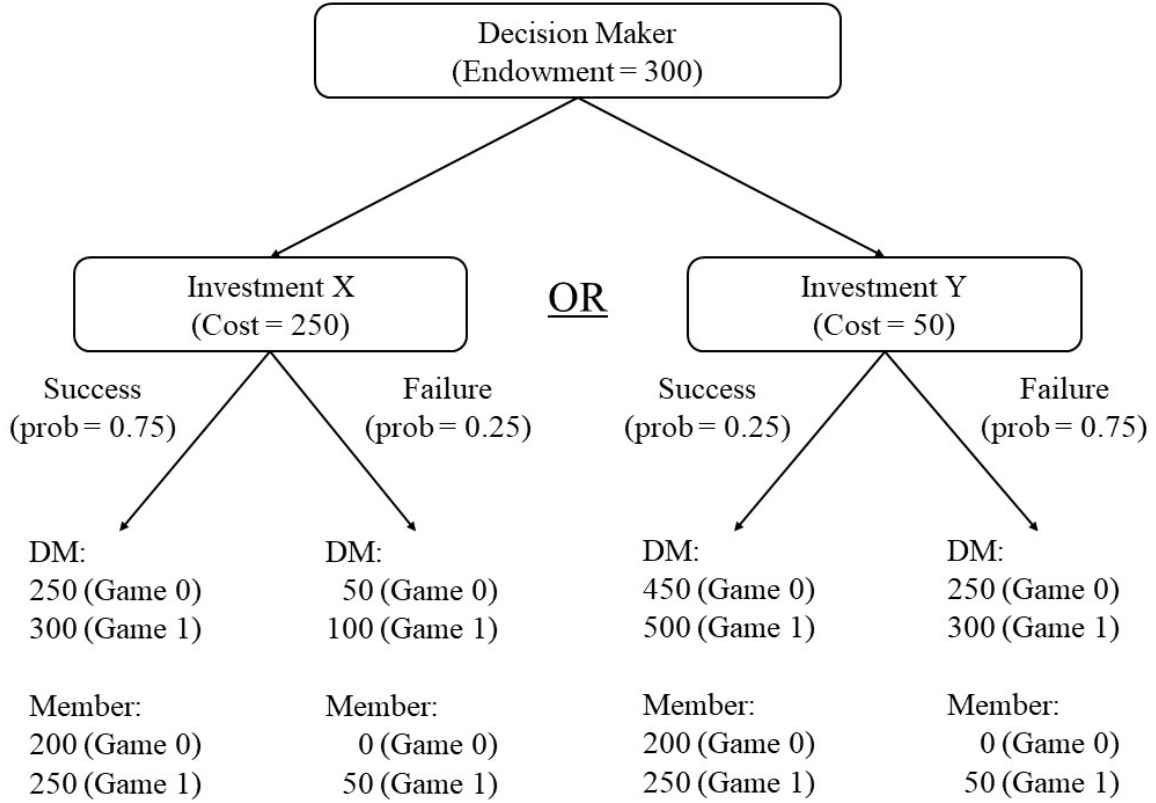 Decision Maker
(Endowment = 300)
Investment X
(Cost = 250)
OR
Investment Y
(Cost = 50)
Success
(prob = 0.75)
Failure
(prob = 0.25)
Success
(prob = 0.25)
Failure
(prob = 0.75)
DM:
250 (Game 0)
300 (Game 1)
Member:
200 (Game 0)
250 (Game 1)
DM:
50 (Game 0)
100 (Game 1)
Member:
0 (Game 0)
50 (Game 1)
DM:
450 (Game 0)
500 (Game 1)
Member:
200 (Game 0)
250 (Game 1)
DM:
250 (Game 0)
300 (Game 1)
Member:
0 (Game 0)
50 (Game 1)